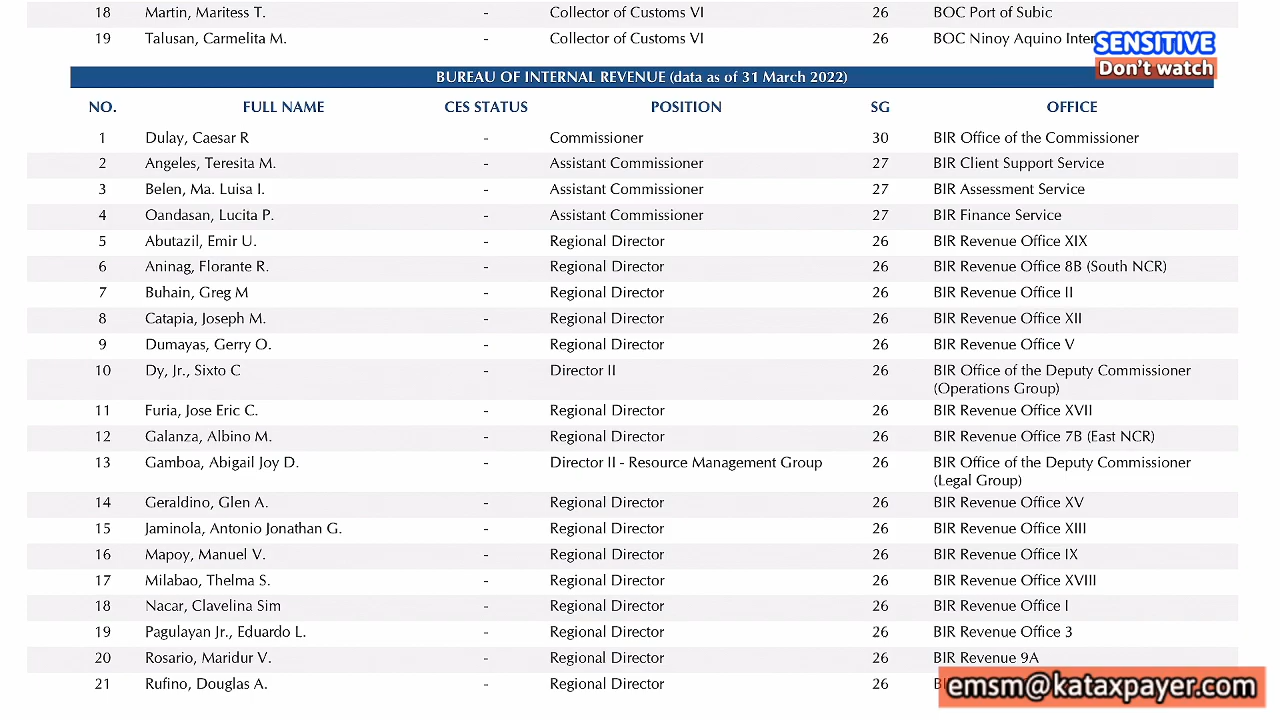 18 Martin, Maritess T. - Collector of Customs VI 26 BOC Port of Subic
19 Talusan, Carmelita M. - Collector of Customs VI 26 BOC Ninoy Aquino
SENSITIVE
Don't watch
BUREAU OF INTERNAL REVENUE (data as of 31 March 2022)
NO. FULL NAME CES STATUS POSITION SG OFFICE
1 Dulay, Caesar R - Commissioner 30 BIR Office of the Commissioner
2 Angeles, Teresita M. - Assistant Commissioner 27 BIR Client Support Service
3 Belen, Ma. Luisa I. - Assistant Commissioner 27 BIR Assessment Service
4 Oandasan, Lucita P. - Assistant Commissioner 27 BIR Finance Service
5 Abutazil, Emir U. - Regional Director 26 BIR Revenue Office XIX
6 Aninag, Florante R. - Regional Director 26 BIR Revenue Office 8B (South NCR)
7 Buhain, Greg M - Regional Director 26 BIR Revenue Office II
8 Catapia, Joseph M. - Regional Director 26 BIR Revenue Office XII
9 Dumayas, Gerry O. - Regional Director 26 BIR Revenue Office V
10 Dy, Jr., Sixto C - Director II 26 BIR Office of the Deputy Commissioner
(Operations Group)
11 Furia, Jose Eric C. - Regional Director 26 BIR Revenue Office XVII
12 Galanza, Albino M. - Regional Director 26 BIR Revenue Office 7B (East NCR)
13 Gamboa, Abigail Joy D. - Director II - Resource Management Group 26 BIR Office of the Deputy Commissioner
(Legal Group)
14 Geraldino, Glen A. - Regional Director 26 BIR Revenue Office XV
15 Jaminola, Antonio Jonathan G. - Regional Director 26 BIR Revenue Office XIII
16 Mapoy, Manuel V. - Regional Director 26 BIR Revenue Office IX
17 Milabao, Thelma S. - Regional Director 26 BIR Revenue Office XVIII
18 Nacar, Clavelina Sim - Regional Director 26 BIR Revenue Office I
19 Pagulayan Jr., Eduardo L. - Regional Director 26 BIR Revenue Office 3
20 Rosario, Maridur V. - Regional Director 26 BIR Revenue 9A
21 Rufino, Douglas A. - Regional Director 26
emsm@kataxpayer.com